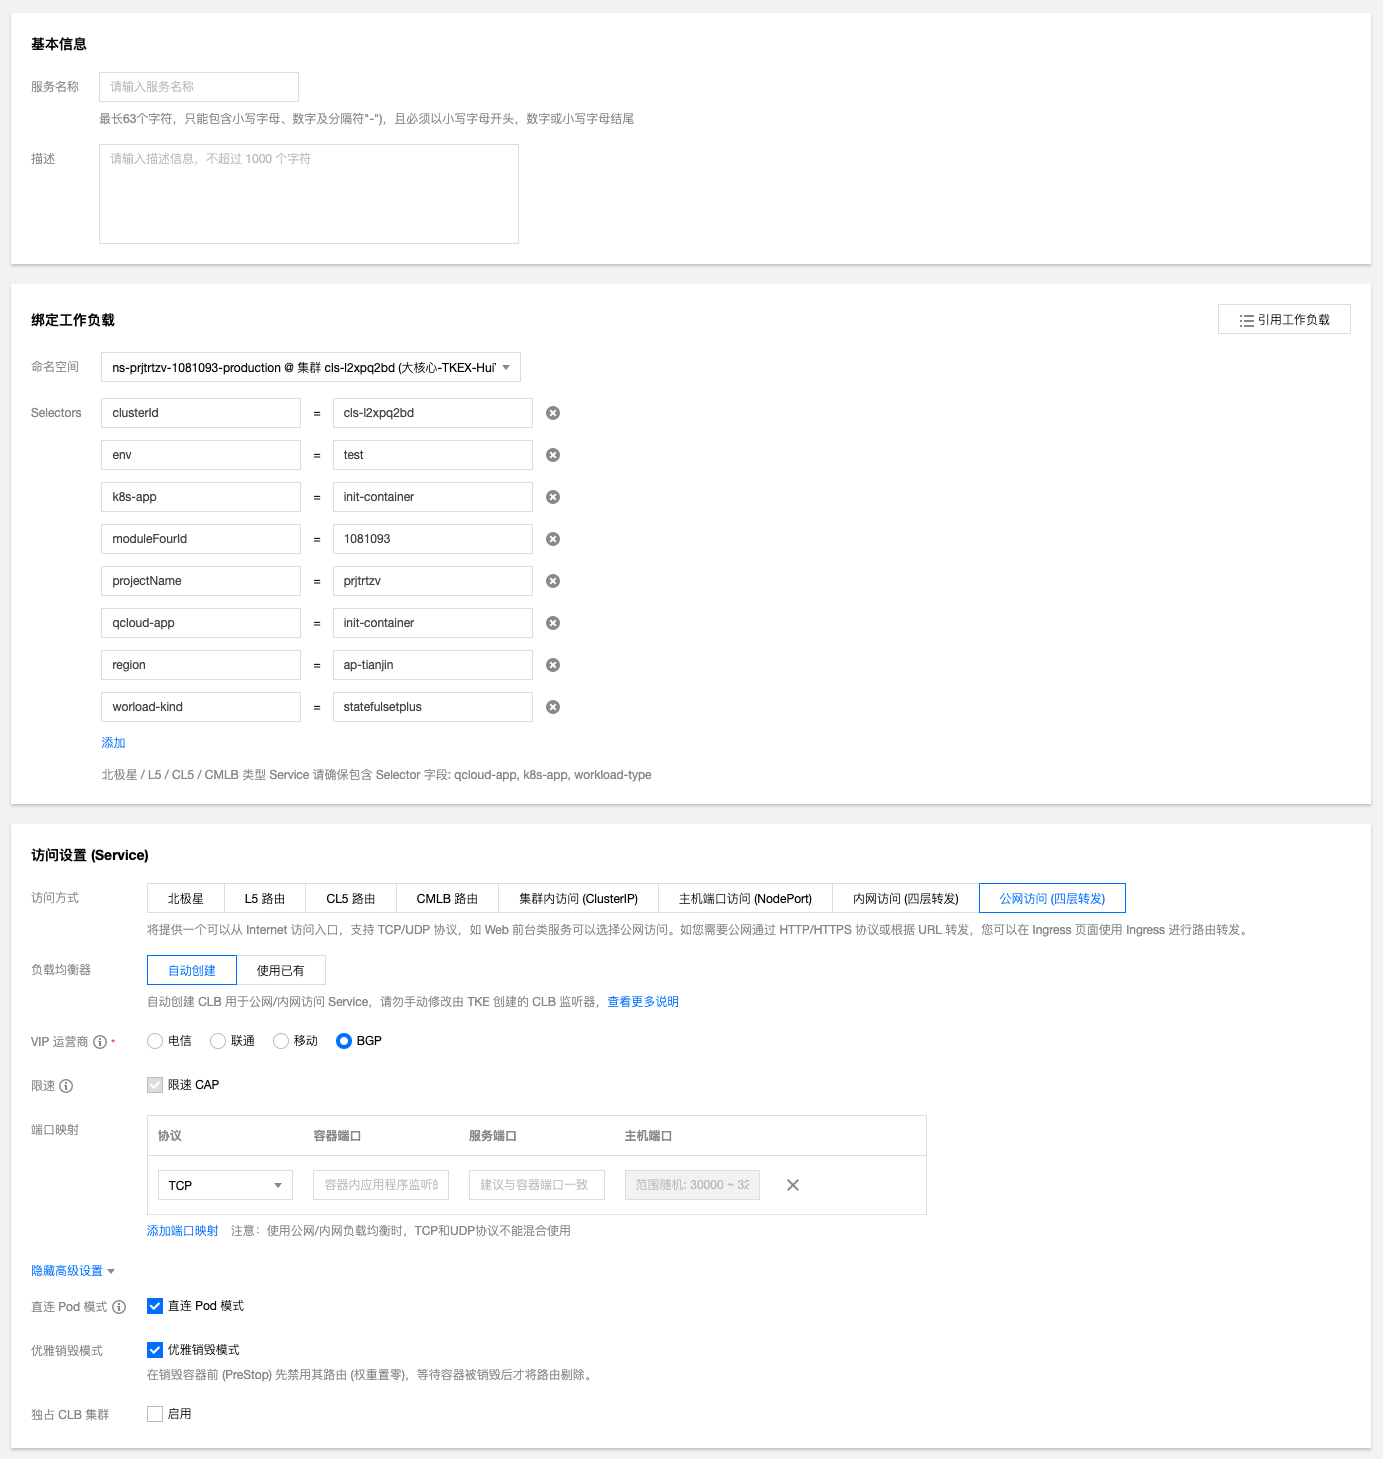 基本信息
服务名称 请输入服务名称
最长63个字符，只能包含小写字母、数字及分隔符"-")，且必须以小写字母开头，数字或小写字母结尾
描述 请输入描述信息，不超过 1000 个字符
绑定工作负载 引用工作负载
命名空间 ns-prjtrtzv-1081093-production @ 集群 cls-l2xpq2bd (大核心-TKEX-Hui
Selectors clusterId = cls-l2xpq2bd
env = test
k8s-app = init-container
moduleFourId = 1081093
projectName = prjtrtzv
qcloud-app = init-container
region = ap-tianjin
worload-kind = statefulsetplus
添加
北极星 / L5 / CL5 / CMLB 类型 Service 请确保包含 Selector 字段: qcloud-app, k8s-app, workload-type
访问设置 (Service)
访问方式 北极星 L5 路由 CL5 路由 CMLB 路由 集群内访问 (ClusterIP) 主机端口访问 (NodePort) 内网访问 (四层转发) 公网访问 (四层转发)
将提供一个可以从 Internet 访问入口，支持 TCP/UDP 协议，如 Web 前台类服务可以选择公网访问。如您需要公网通过 HTTP/HTTPS 协议或根据 URL 转发，您可以在 Ingress 页面使用 Ingress 进行路由转发。
负载均衡器 自动创建 使用已有
自动创建 CLB 用于公网/内网访问 Service，请勿手动修改由 TKE 创建的 CLB 监听器，查看更多说明
VIP 运营商 * 电信 联通 移动 BGP
限速 限速 CAP
端口映射 协议 容器端口 服务端口 主机端口
TCP 容器内应用程序监听的 建议与容器端口一致 范围随机: 30000 ~ 32
添加端口映射 注意：使用公网/内网负载均衡时，TCP和UDP协议不能混合使用
隐藏高级设置
直连 Pod 模式 直连 Pod 模式
优雅销毁模式 优雅销毁模式
在销毁容器前 (PreStop) 先禁用其路由 (权重置零)，等待容器被销毁后才将路由剔除。
独占 CLB 集群 启用